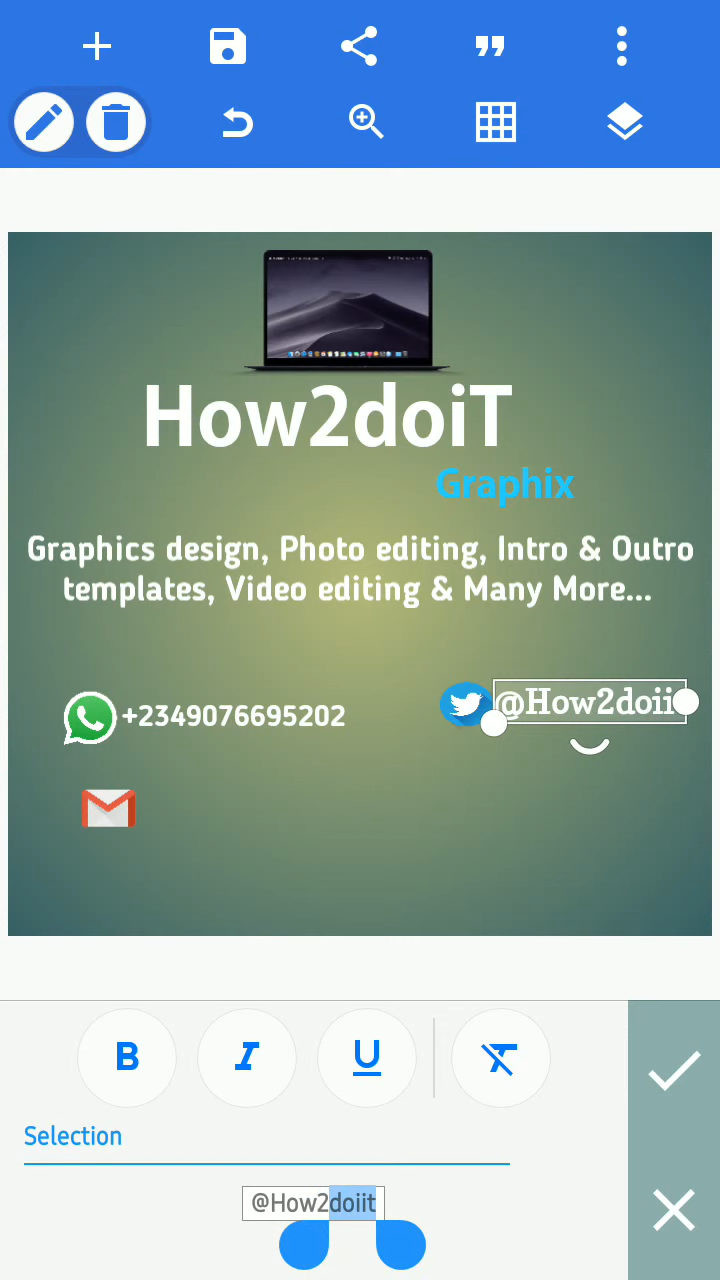 How2doiT
Graphix
Graphics design, Photo editing, Intro & Outro
templates, Video editing & Many More...
@How2doii
+2349076695202
B I U
Selection
@How2doiit